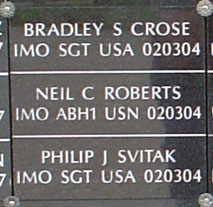 BRADLEY S CROSE
IMO SGT USA 020304
NEIL C ROBERTS
IMO ABH1 USN 020304
PHILIP J SVITAK
IMO SGT USA 020304